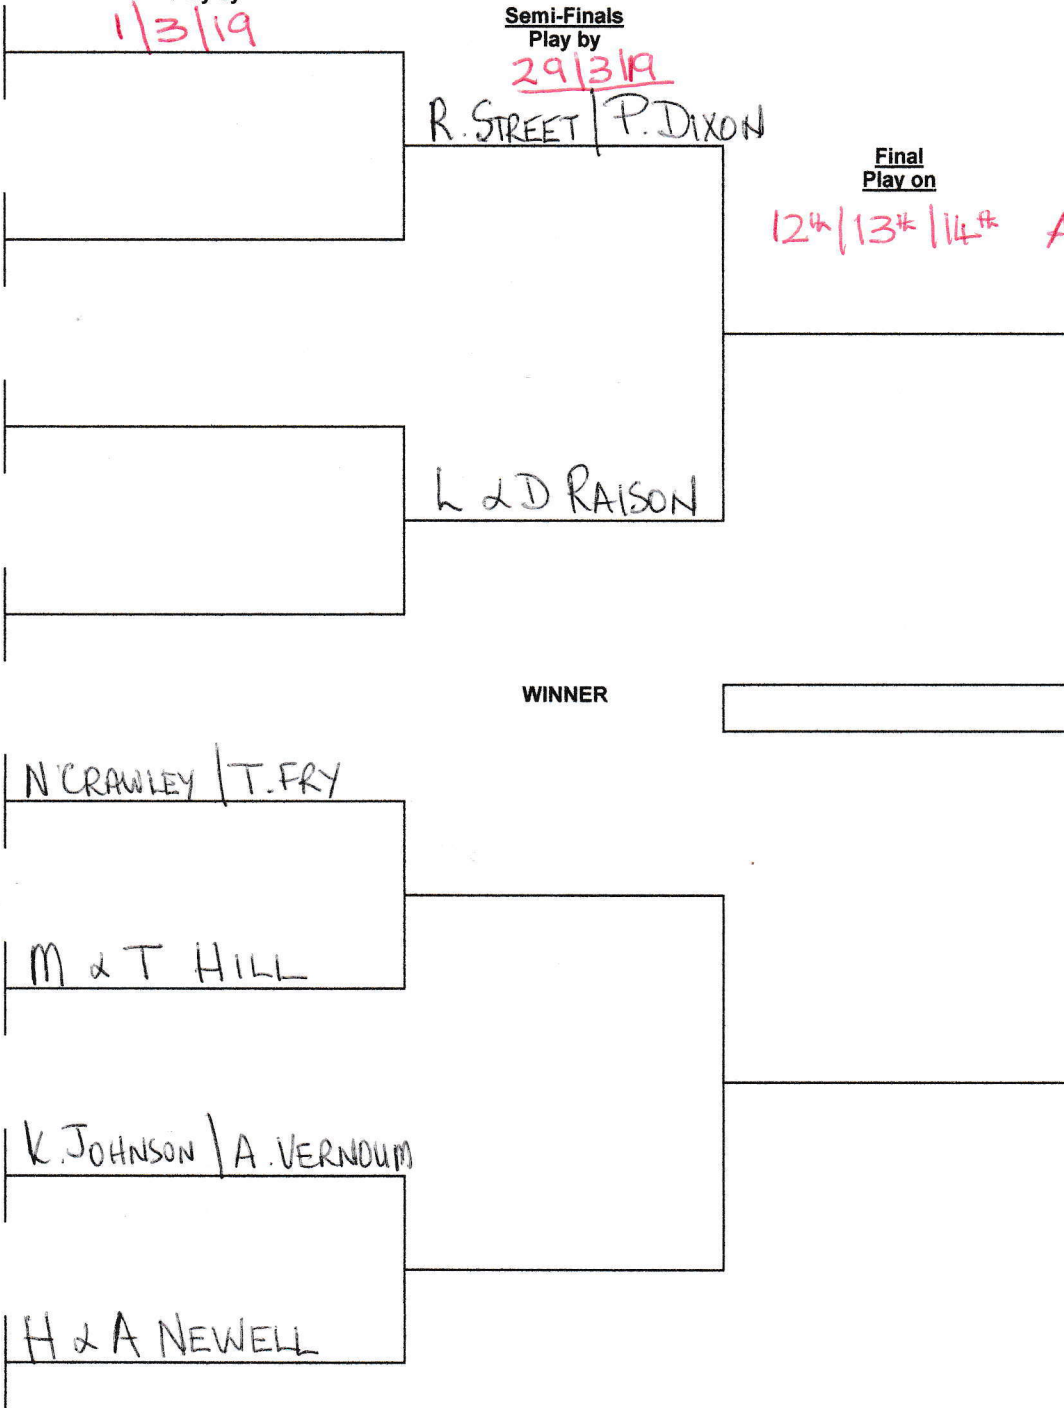 1/3/19
Semi-Finals
Play by
29/3/19
R. STREET / P. DIXON
Final
Play on
12th / 13th / 14th
L & D RAISON
WINNER
N CRAWLEY / T. FRY
M & T HILL
K. JOHNSON \ A. VERNDUM
H & A NEWELL